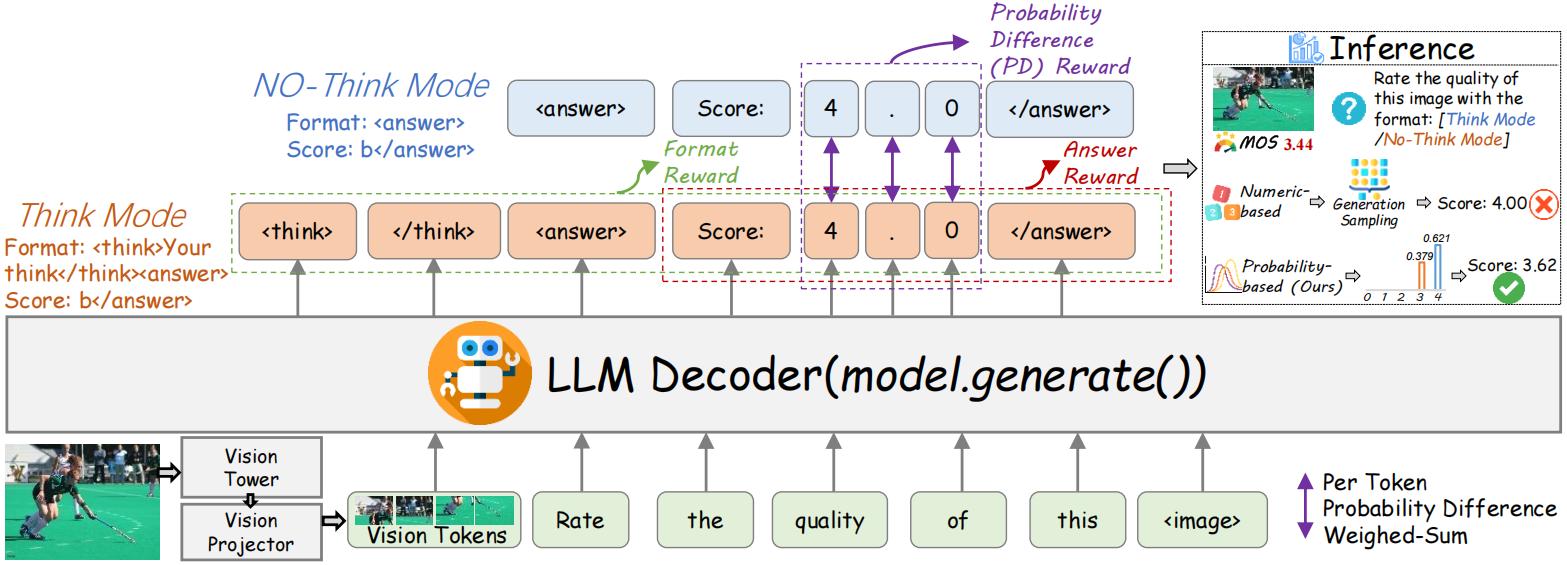 Probability
Difference
(PD) Reward
NO-Think Mode
Format: <answer>
Score: b</answer>
<answer>
Score:
4
.
0
</answer>
Format
Reward
Answer
Reward
Think Mode
Format: <think>Your
think</think><answer>
Score: b</answer>
<think>
</think>
<answer>
Score:
4
.
0
</answer>
Inference
Rate the quality of
this image with the
format: [Think Mode
/No-Think Mode]
?
MOS 3.44
1
2
3
Numeric-
based
Generation
Sampling
Score: 4.00
Probability-
based (Ours)
0.379
0.621
0 1 2 3 4
Score: 3.62
LLM Decoder(model.generate())
Vision
Tower
Vision
Projector
Vision Tokens
Rate
the
quality
of
this
<image>
Per Token
Probability Difference
Weighed-Sum